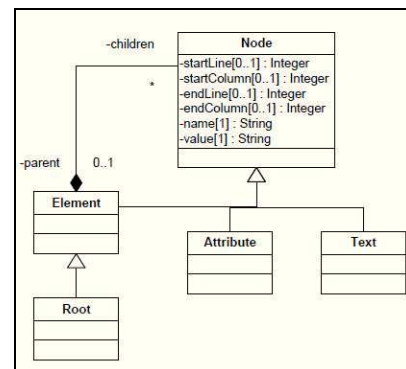 Node
-children
-startLine[0..1] : Integer
-startColumn[0..1] : Integer
-endLine[0..1] : Integer
-endColumn[0..1] : Integer
-name[1] : String
-value[1] : String
*
-parent 0..1
Element
Attribute
Text
Root